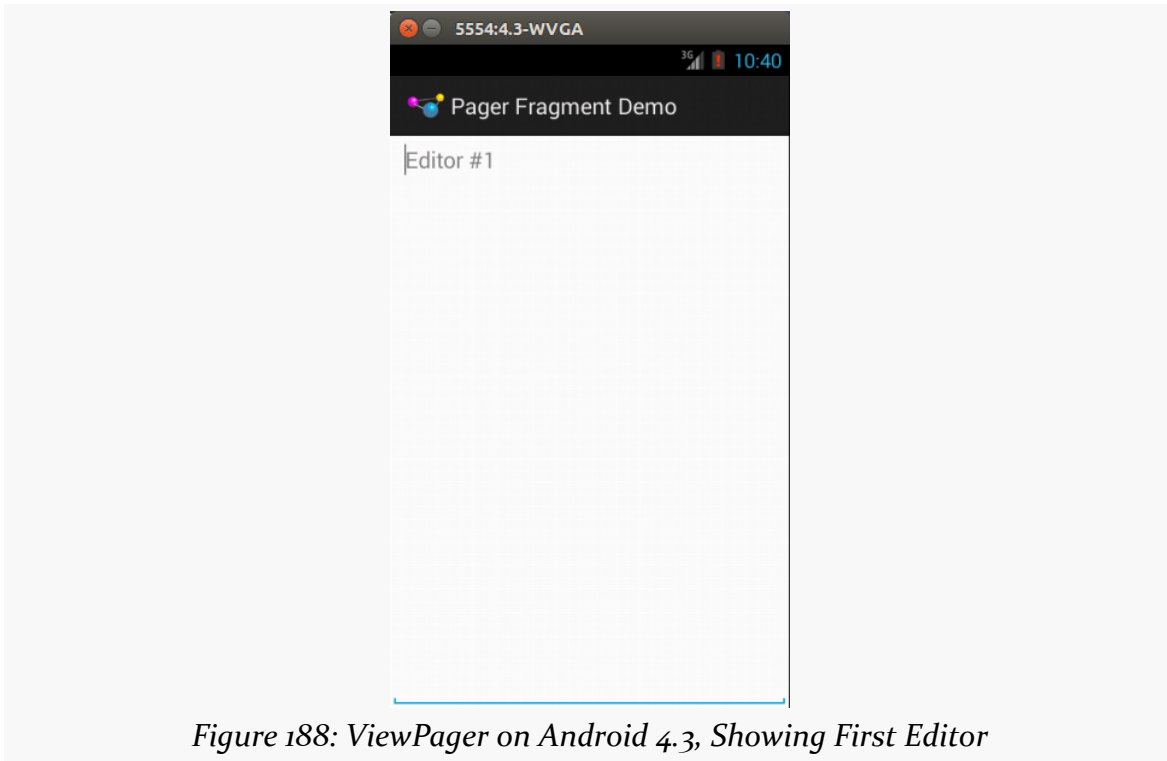 5554:4.3-WVGA
3G 10:40
Pager Fragment Demo
Editor #1
Figure 188: ViewPager on Android 4.3, Showing First Editor